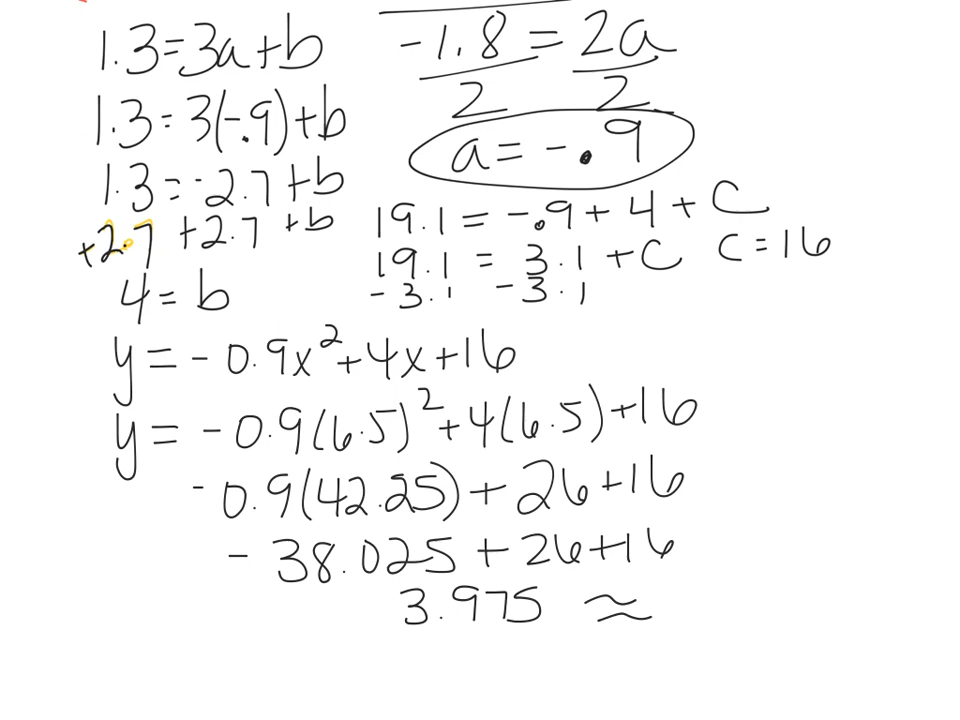 1.3=3a+b
1.3=3(-.9)+b
1.3=-2.7+b
+2.7 +2.7 +b
4=b
-1.8=2a
2 2
a=-.9
19.1=-.9+4+C
19.1=3.1+C C=16
-3.1 -3.1
y=-0.9x²+4x+16
y=-0.9(6.5)²+4(6.5)+16
-0.9(42.25)+26+16
-38.025+26+16
3.975 ≈